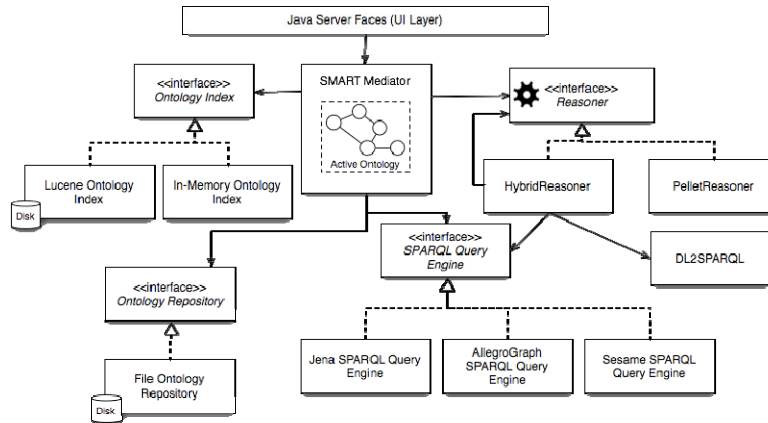 Java Server Faces (UI Layer)
<<interface>>
Ontology Index
SMART Mediator
Active Ontology
<<interface>>
Reasoner
Lucene Ontology
Index
Disk
In-Memory Ontology
Index
HybridReasoner
PelletReasoner
<<interface>>
SPARQL Query
Engine
DL2SPARQL
<<interface>>
Ontology Repository
Jena SPARQL Query
Engine
AllegroGraph
SPARQL Query
Engine
Sesame SPARQL
Query Engine
File Ontology
Repository
Disk